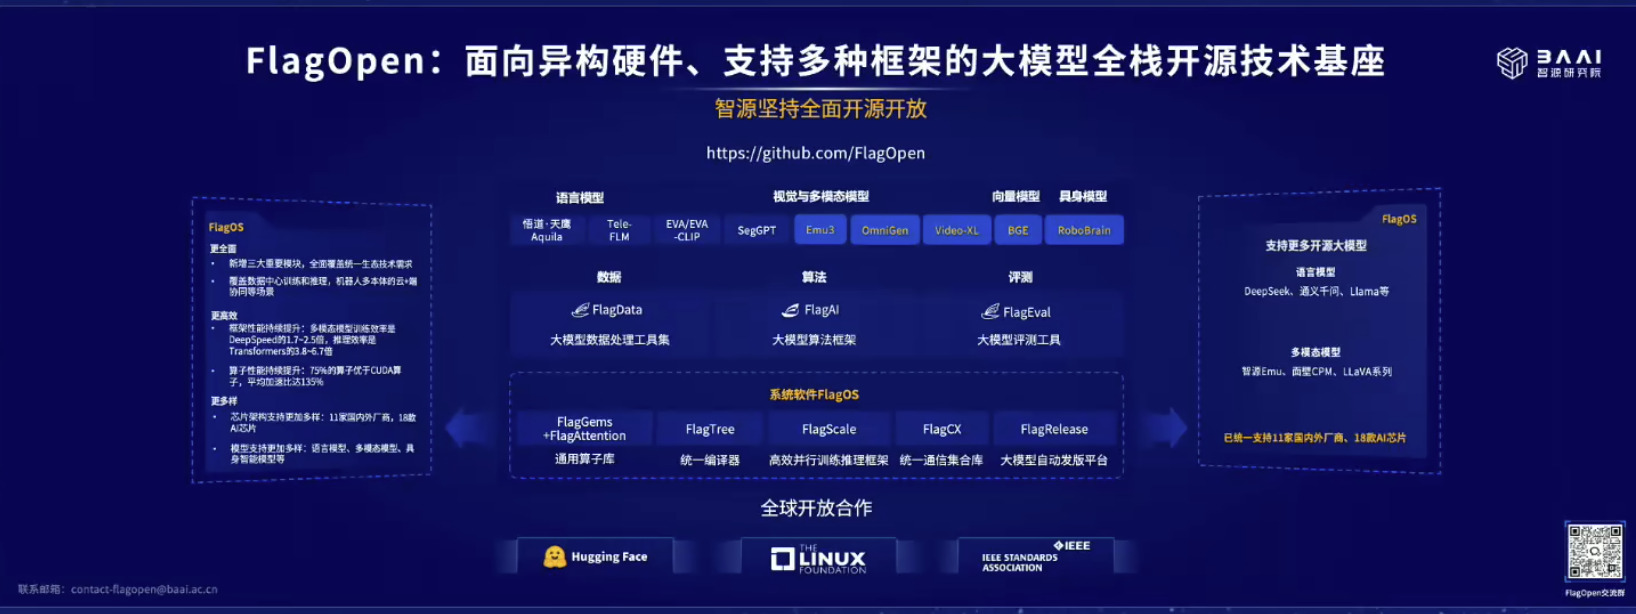 FlagOpen：面向异构硬件、支持多种框架的大模型全栈开源技术基座
BAAI
智源研究院
智源坚持全面开源开放
https://github.com/FlagOpen
FlagOS
更全面
• 新增三大重要模块，全面覆盖统一生态技术需求
• 覆盖数据中心训练和推理，机器人多本体的云+端
协同等场景
更高效
• 框架性能持续提升：多模态模型训练效率是
DeepSpeed的1.7~2.5倍，推理效率是
Transformers的3.8~6.7倍
• 算子性能持续提升：75%的算子优于CUDA算
子，平均加速比达135%
更多样
• 芯片架构支持更加多样：11家国内外厂商，18款
AI芯片
• 模型支持更加多样：语言模型、多模态模型、具
身智能模型等
语言模型 视觉与多模态模型 向量模型 具身模型
悟道·天鹰
Aquila
Tele-
FLM
EVA/EVA
-CLIP
SegGPT
Emu3
OmniGen
Video-XL
BGE
RoboBrain
数据 算法 评测
FlagData FlagAI FlagEval
大模型数据处理工具集 大模型算法框架 大模型评测工具
系统软件FlagOS
FlagGems
+FlagAttention
FlagTree
FlagScale
FlagCX
FlagRelease
通用算子库 统一编译器 高效并行训练推理框架 统一通信集合库 大模型自动发版平台
FlagOS
支持更多开源大模型
语言模型
DeepSeek、通义千问、Llama等
多模态模型
智源Emu、面壁CPM、LLaVA系列
已统一支持11家国内外厂商、18款AI芯片
全球开放合作
Hugging Face
THE
LINUX
FOUNDATION
IEEE
IEEE STANDARDS
ASSOCIATION
联系邮箱：contact-flagopen@baai.ac.cn
FlagOpen交流群